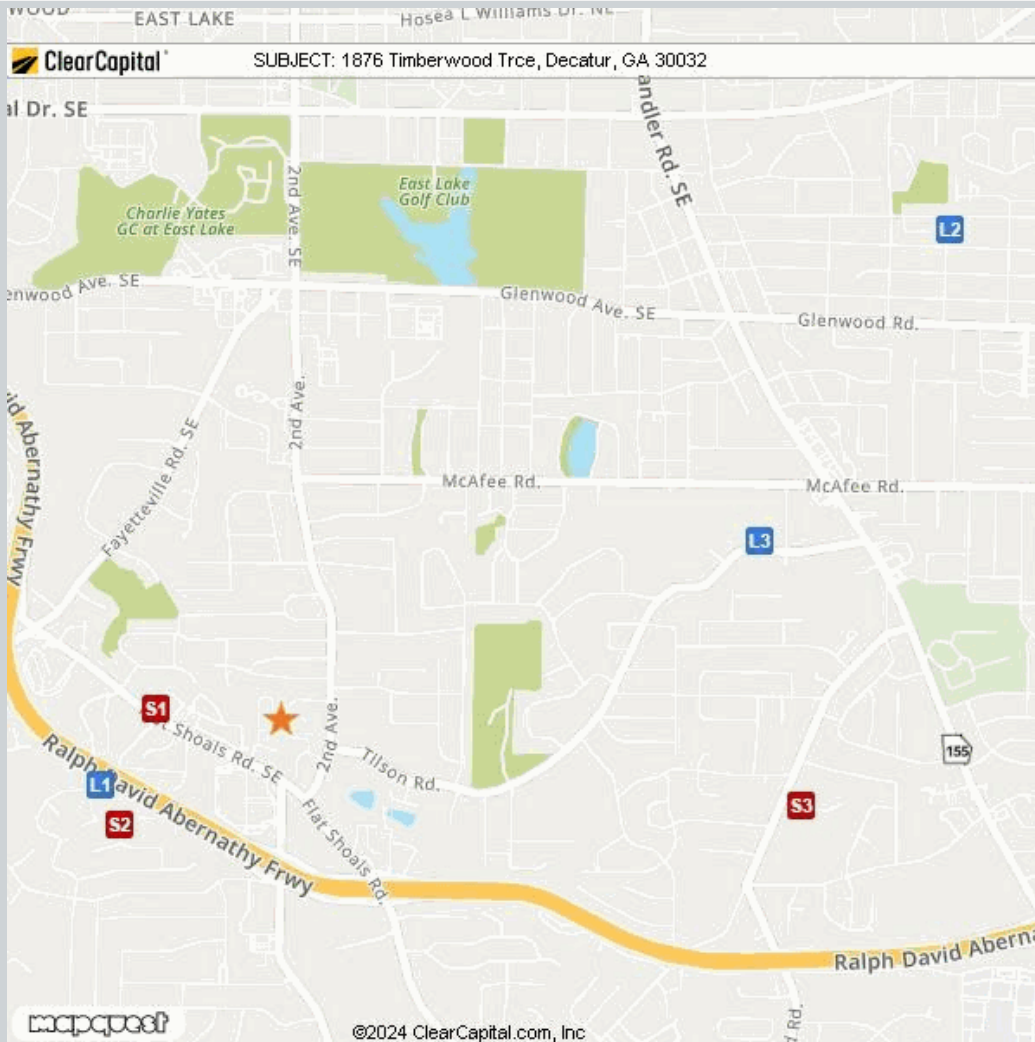 WOOD
EAST LAKE
Hosea L Williams Dr. NE
ClearCapital
SUBJECT: 1876 Timberwood Trce, Decatur, GA 30032
al Dr. SE
andler Rd. SE
2nd Ave. SE
East Lake
Golf Club
Charlie Yates
GC at East Lake
L2
enwood Ave. SE
Glenwood Ave. SE
Glenwood Rd.
vid Abernathy Frwy
2nd Ave.
Fayetteville Rd. SE
McAfee Rd.
McAfee Rd.
L3
S1
t Shoals Rd. SE
2nd Ave.
Tilson Rd.
155
Ralph David Abernathy Frwy
L1
S2
Flat Shoals Rd.
S3
Ralph David Aberna
d Rd.
mapquest
©2024 ClearCapital.com, Inc